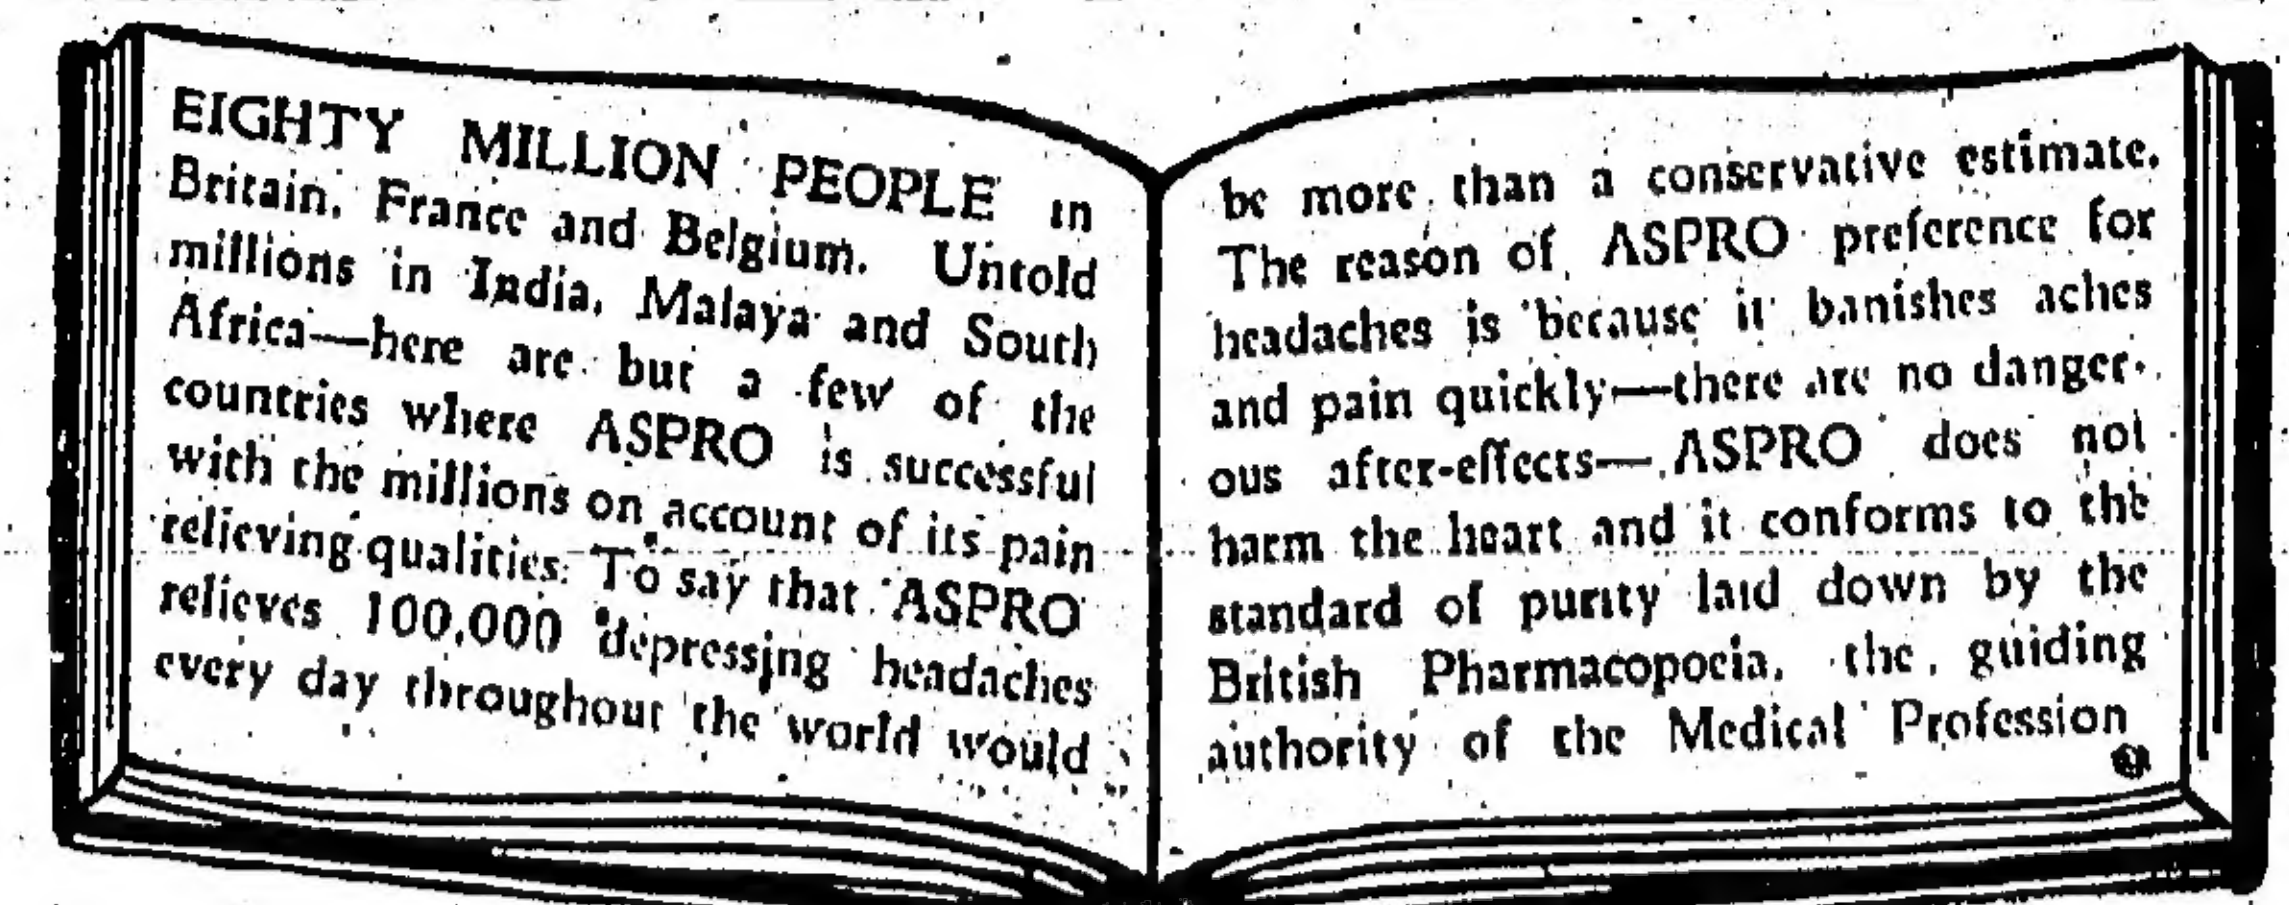 EIGHTY MILLION PEOPLE in
Britain, France and Belgium. Untold
millions in India, Malaya and South
Africa—here are but a few of the
countries where ASPRO is successful
with the millions on account of its pain
relieving qualities. To say that ASPRO
relieves 100,000 depressing headaches
every day throughout the world would
be more than a conservative estimate.
The reason of ASPRO preference for
headaches is because it banishes aches
and pain quickly—there are no danger-
ous after-effects—ASPRO does not
harm the heart and it conforms to the
standard of purity laid down by the
British Pharmacopoeia, the guiding
authority of the Medical Profession